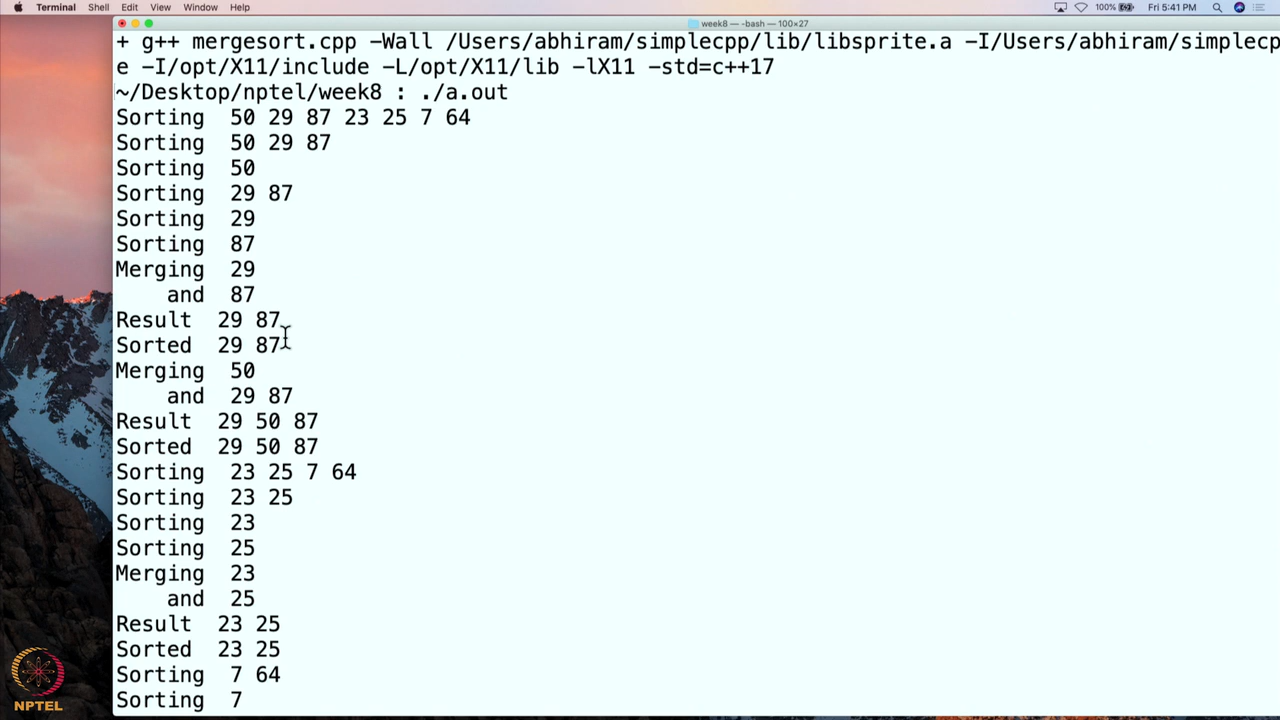 Terminal Shell Edit View Window Help 100% Fri 5:41 PM
week8 — -bash — 100×27
+ g++ mergesort.cpp -Wall /Users/abhiram/simplecpp/lib/libsprite.a -I/Users/abhiram/simplecp
e -I/opt/X11/include -L/opt/X11/lib -lX11 -std=c++17
~/Desktop/nptel/week8 : ./a.out
Sorting 50 29 87 23 25 7 64
Sorting 50 29 87
Sorting 50
Sorting 29 87
Sorting 29
Sorting 87
Merging 29
and 87
Result 29 87
Sorted 29 87
Merging 50
and 29 87
Result 29 50 87
Sorted 29 50 87
Sorting 23 25 7 64
Sorting 23 25
Sorting 23
Sorting 25
Merging 23
and 25
Result 23 25
Sorted 23 25
Sorting 7 64
Sorting 7
NPTEL